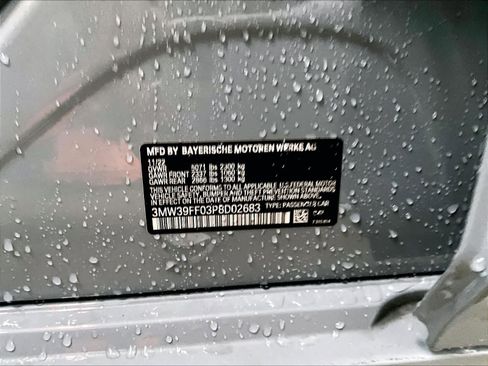 MFD BY BAYERISCHE MOTOREN WERKE AG
11/22
GVWR 5071 lbs 2300 kg
GAWR FRONT 2337 lbs 1060 kg
GAWR REAR 2866 lbs 1300 kg
THIS VEHICLE CONFORMS TO ALL APPLICABLE U.S. FEDERAL MOTOR
VEHICLE SAFETY, BUMPER, AND THEFT PREVENTION STANDARDS
IN EFFECT ON THE DATE OF MANUFACTURE SHOWN ABOVE.
3MW39FF03P8D02683 TYPE: PASSENGER CAR